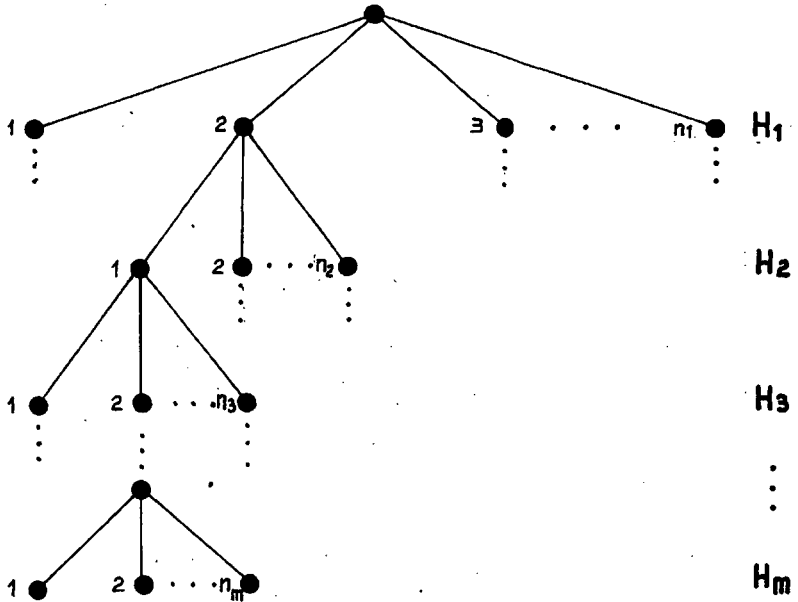 1 2 3 . . . n₁ H₁
1 2 . . . n₂ H₂
1 2 . . . n₃ H₃
1 2 . . . nₘ Hₘ